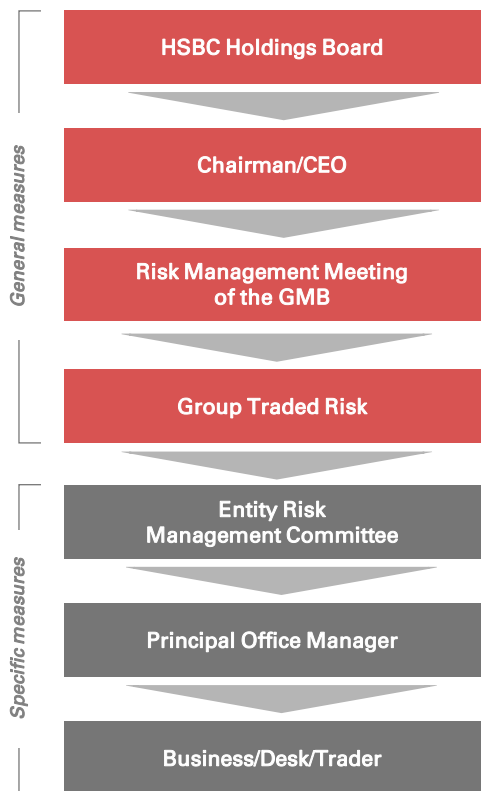 HSBC Holdings Board
General measures
Chairman/CEO
Risk Management Meeting
of the GMB
Group Traded Risk
Specific measures
Entity Risk
Management Committee
Principal Office Manager
Business/Desk/Trader